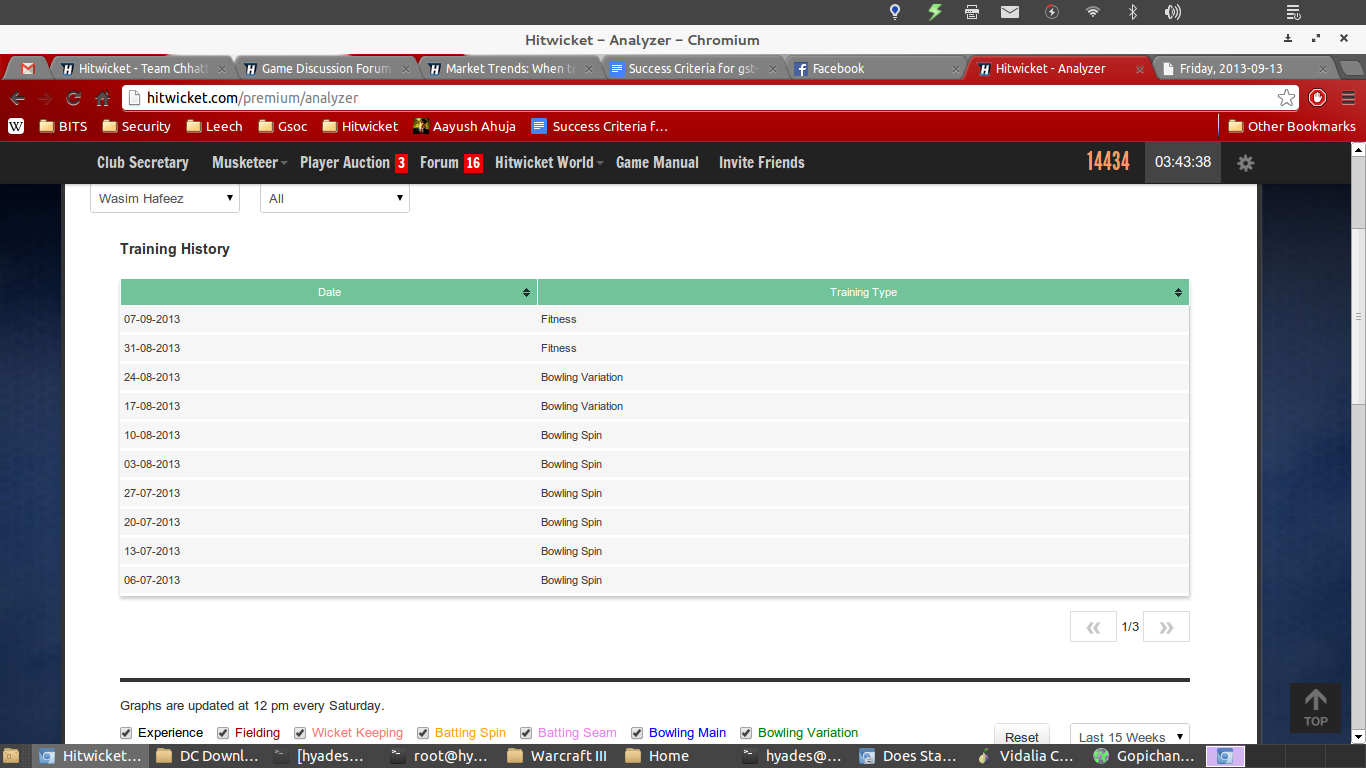 Hitwicket – Analyzer – Chromium
Hitwicket - Team Chhat
Game Discussion Forum
Market Trends: When t
Success Criteria for gst-
Facebook
Hitwicket - Analyzer
Friday, 2013-09-13
hitwicket.com/premium/analyzer
W BITS Security Leech Gsoc Hitwicket Aayush Ahuja Success Criteria f... Other Bookmarks
Club Secretary Musketeer Player Auction 3 Forum 16 Hitwicket World Game Manual Invite Friends 14434 03:43:38
Wasim Hafeez All
Training History
Date Training Type
07-09-2013 Fitness
31-08-2013 Fitness
24-08-2013 Bowling Variation
17-08-2013 Bowling Variation
10-08-2013 Bowling Spin
03-08-2013 Bowling Spin
27-07-2013 Bowling Spin
20-07-2013 Bowling Spin
13-07-2013 Bowling Spin
06-07-2013 Bowling Spin
« 1/3 »
TOP
Graphs are updated at 12 pm every Saturday.
Experience Fielding Wicket Keeping Batting Spin Batting Seam Bowling Main Bowling Variation Reset Last 15 Weeks
Hitwicket... DC Downl... [hyades... root@hy... Warcraft III Home hyades@... Does Sta... Vidalia C... Gopichan...